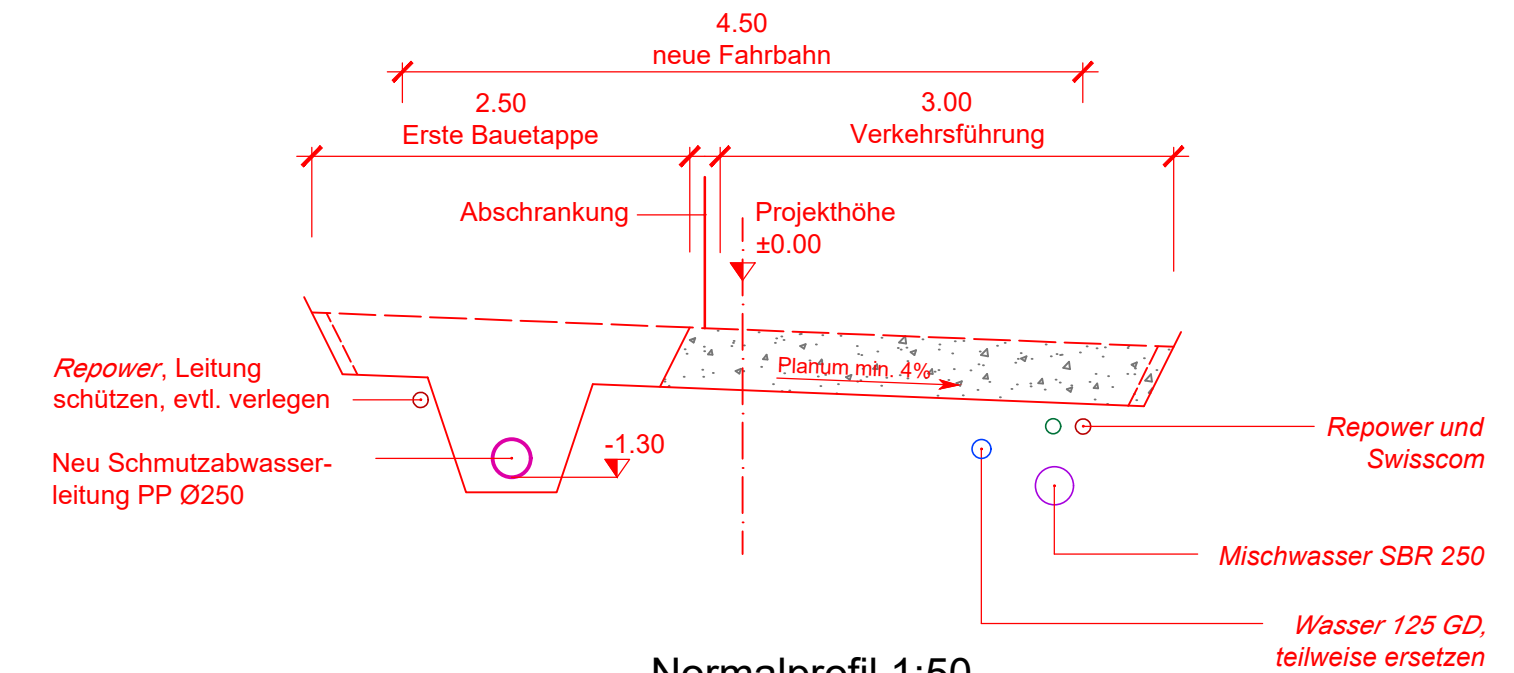 4.50
neue Fahrbahn
2.50
Erste Bauetappe
3.00
Verkehrsführung
Abschrankung
Projekthöhe
±0.00
Planum min. 4%
Repower, Leitung
schützen, evtl. verlegen
-1.30
Neu Schmutzabwasser-
leitung PP Ø250
Repower und
Swisscom
Mischwasser SBR 250
Wasser 125 GD,
teilweise ersetzen
Normalprofil 1:50